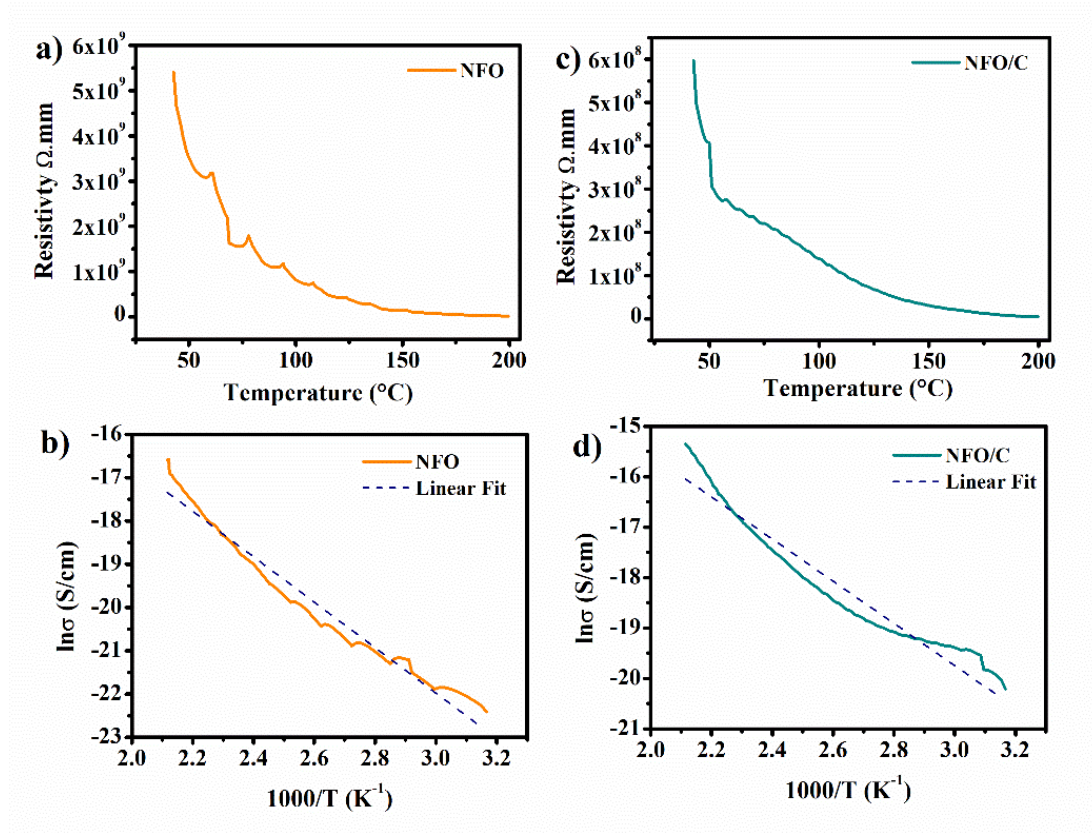 a)
NFO
6x10⁹
5x10⁹
4x10⁹
3x10⁹
2x10⁹
1x10⁹
0
Resistivty Ω.mm
50 100 150 200
Temperature (°C)
c)
NFO/C
6x10⁸
5x10⁸
4x10⁸
3x10⁸
2x10⁸
1x10⁸
0
Resistivty Ω.mm
50 100 150 200
Temperature (°C)
b)
NFO
Linear Fit
-16
-17
-18
-19
-20
-21
-22
-23
lnσ (S/cm)
2.0 2.2 2.4 2.6 2.8 3.0 3.2
1000/T (K⁻¹)
d)
NFO/C
Linear Fit
-15
-16
-17
-18
-19
-20
-21
lnσ (S/cm)
2.0 2.2 2.4 2.6 2.8 3.0 3.2
1000/T (K⁻¹)